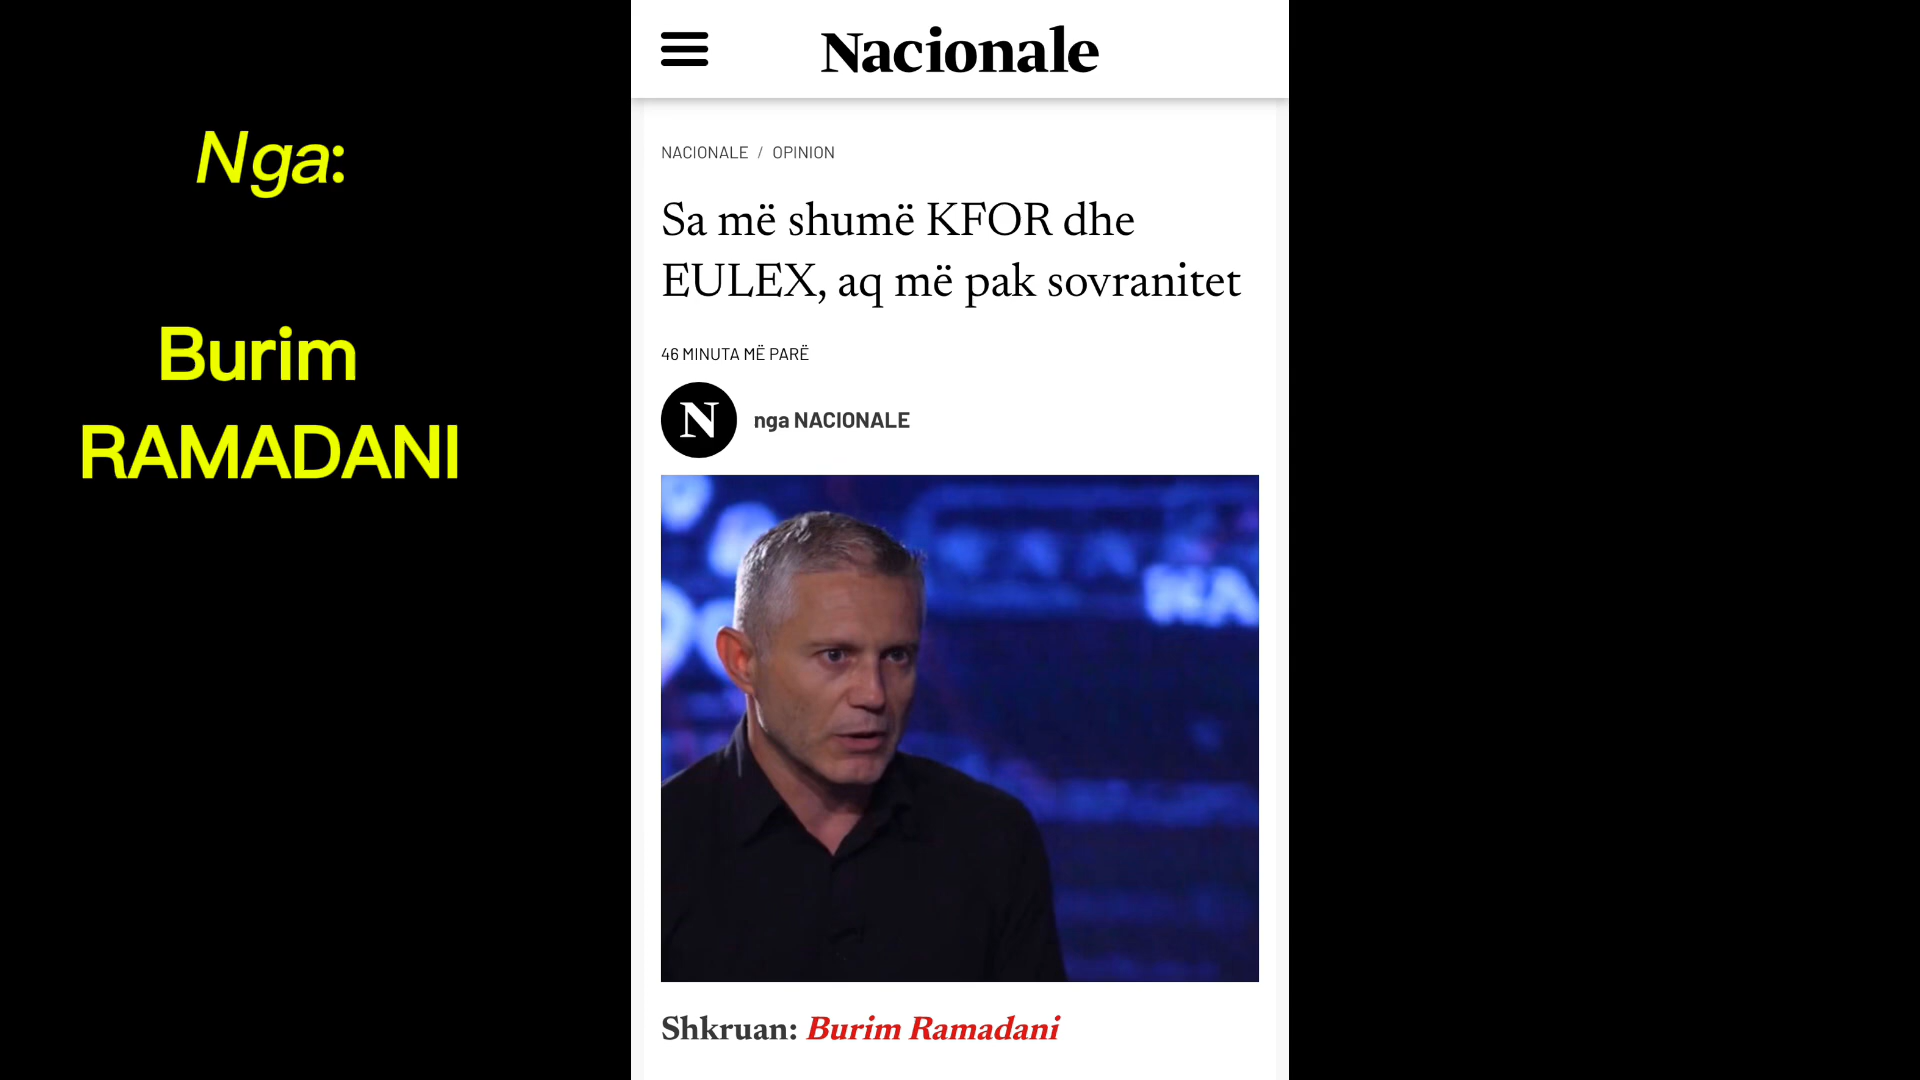 Nga:
Burim
RAMADANI
Nacionale
NACIONALE / OPINION
Sa më shumë KFOR dhe
EULEX, aq më pak sovranitet
46 MINUTA MË PARË
N
nga NACIONALE
NA
Shkruan: Burim Ramadani